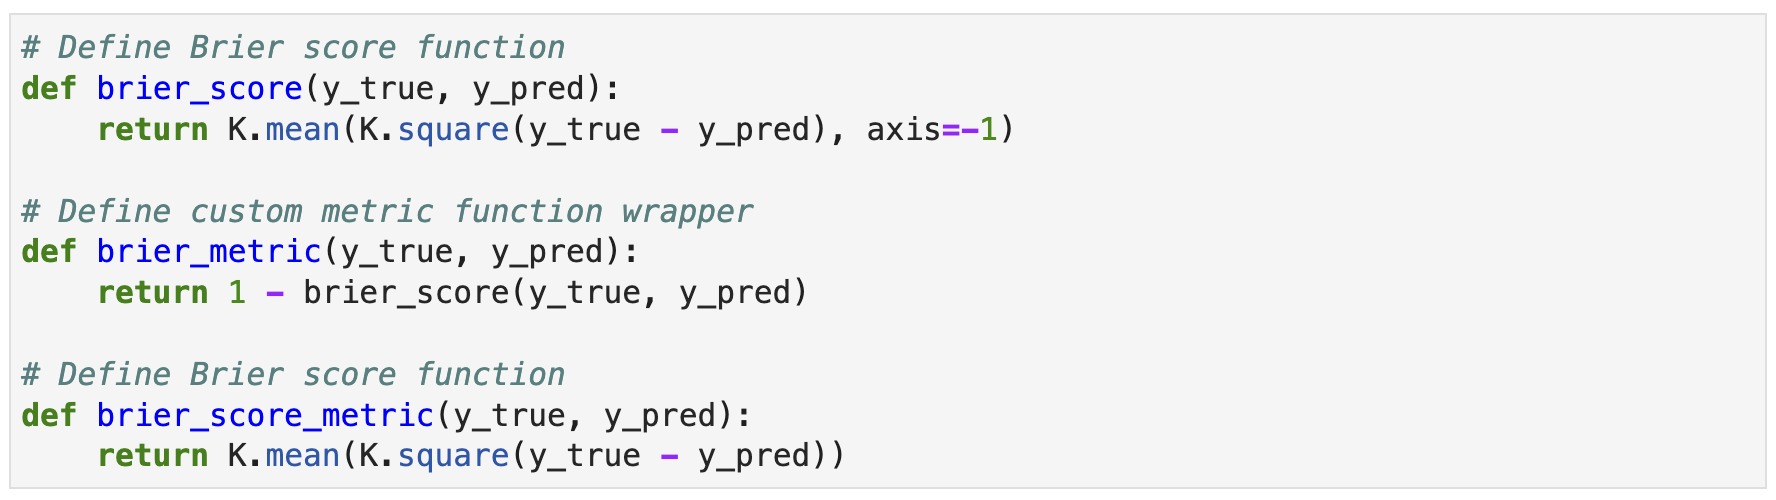 # Define Brier score function
def brier_score(y_true, y_pred):
    return K.mean(K.square(y_true - y_pred), axis=-1)

# Define custom metric function wrapper
def brier_metric(y_true, y_pred):
    return 1 - brier_score(y_true, y_pred)

# Define Brier score function
def brier_score_metric(y_true, y_pred):
    return K.mean(K.square(y_true - y_pred))